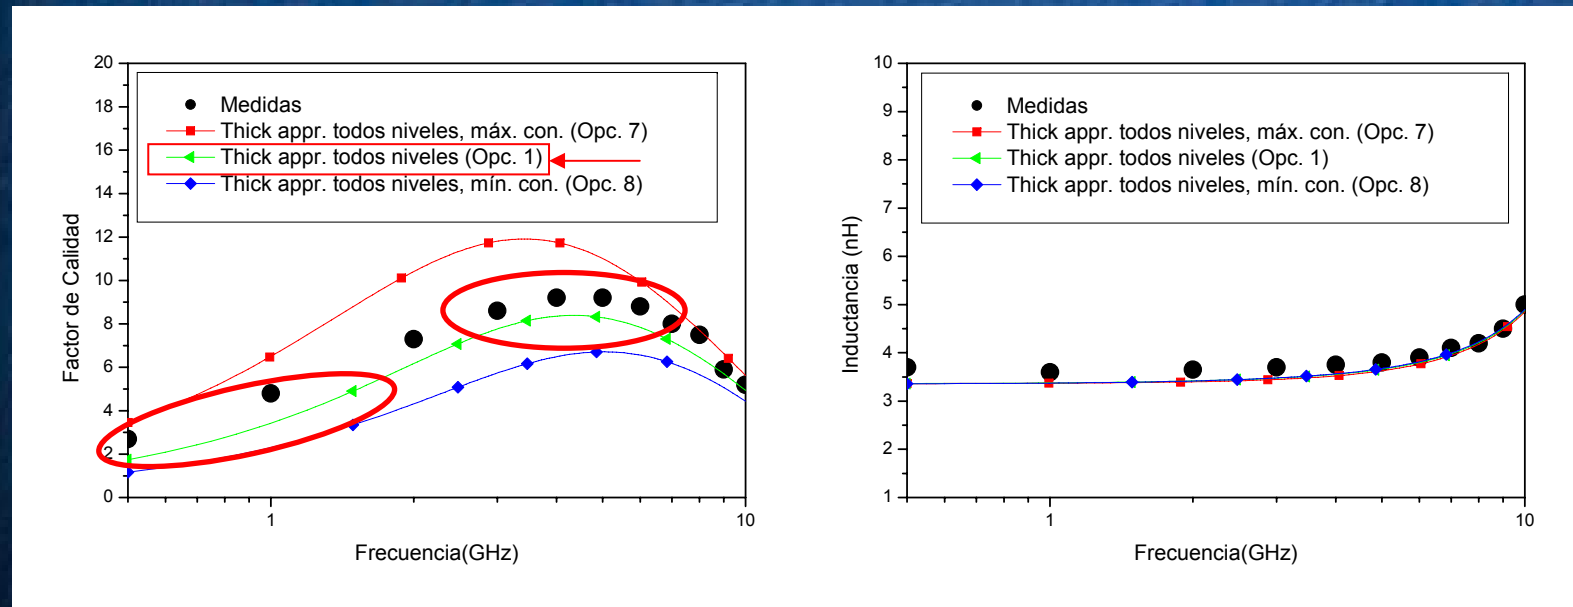 20
18
16
14
12
10
8
6
4
2
0
Factor de Calidad
Medidas
Thick appr. todos niveles, máx. con. (Opc. 7)
Thick appr. todos niveles (Opc. 1)
Thick appr. todos niveles, mín. con. (Opc. 8)
1
10
Frecuencia(GHz)
10
9
8
7
6
5
4
3
2
1
Inductancia (nH)
Medidas
Thick appr. todos niveles, máx. con. (Opc. 7)
Thick appr. todos niveles (Opc. 1)
Thick appr. todos niveles, mín. con. (Opc. 8)
1
10
Frecuencia(GHz)